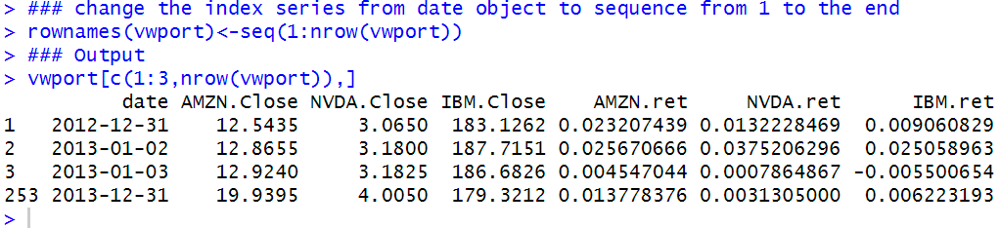 > ### change the index series from date object to sequence from 1 to the end
> rownames(vwport)<-seq(1:nrow(vwport))
> ### Output
> vwport[c(1:3,nrow(vwport)),]
date AMZN.Close NVDA.Close IBM.Close AMZN.ret NVDA.ret IBM.ret
1 2012-12-31 12.5435 3.0650 183.1262 0.023207439 0.0132228469 0.009060829
2 2013-01-02 12.8655 3.1800 187.7151 0.025670666 0.0375206296 0.025058963
3 2013-01-03 12.9240 3.1825 186.6826 0.004547044 0.0007864867 -0.005500654
253 2013-12-31 19.9395 4.0050 179.3212 0.013778376 0.0031305000 0.006223193
>